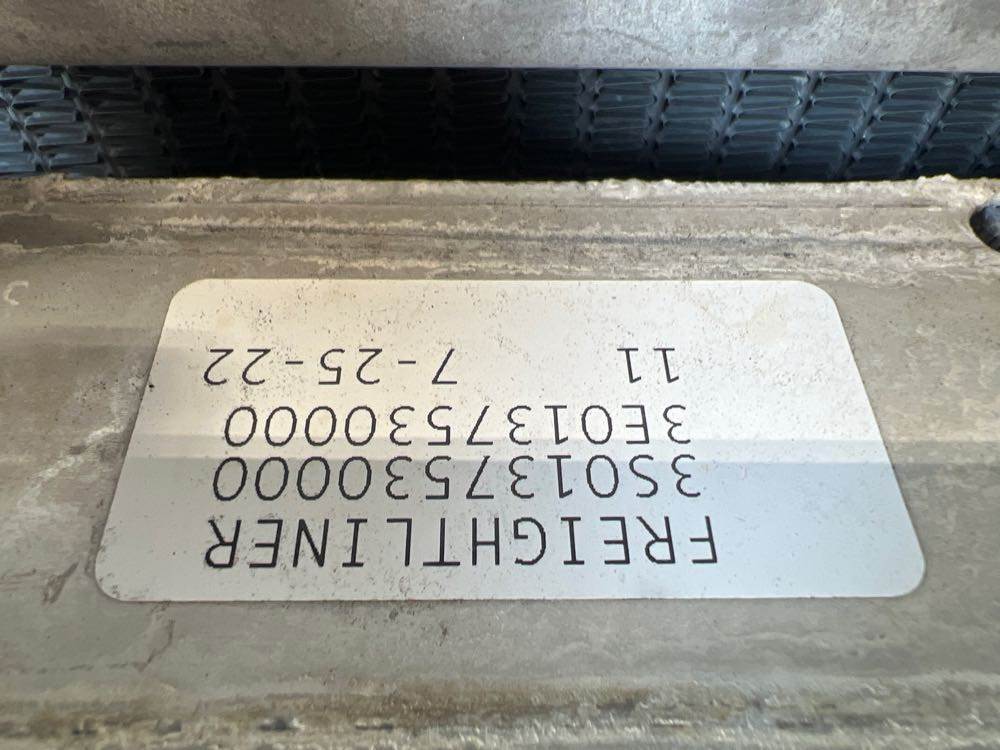 FREIGHTLINER
3S0137530000
3E0137530000
11 7-25-22